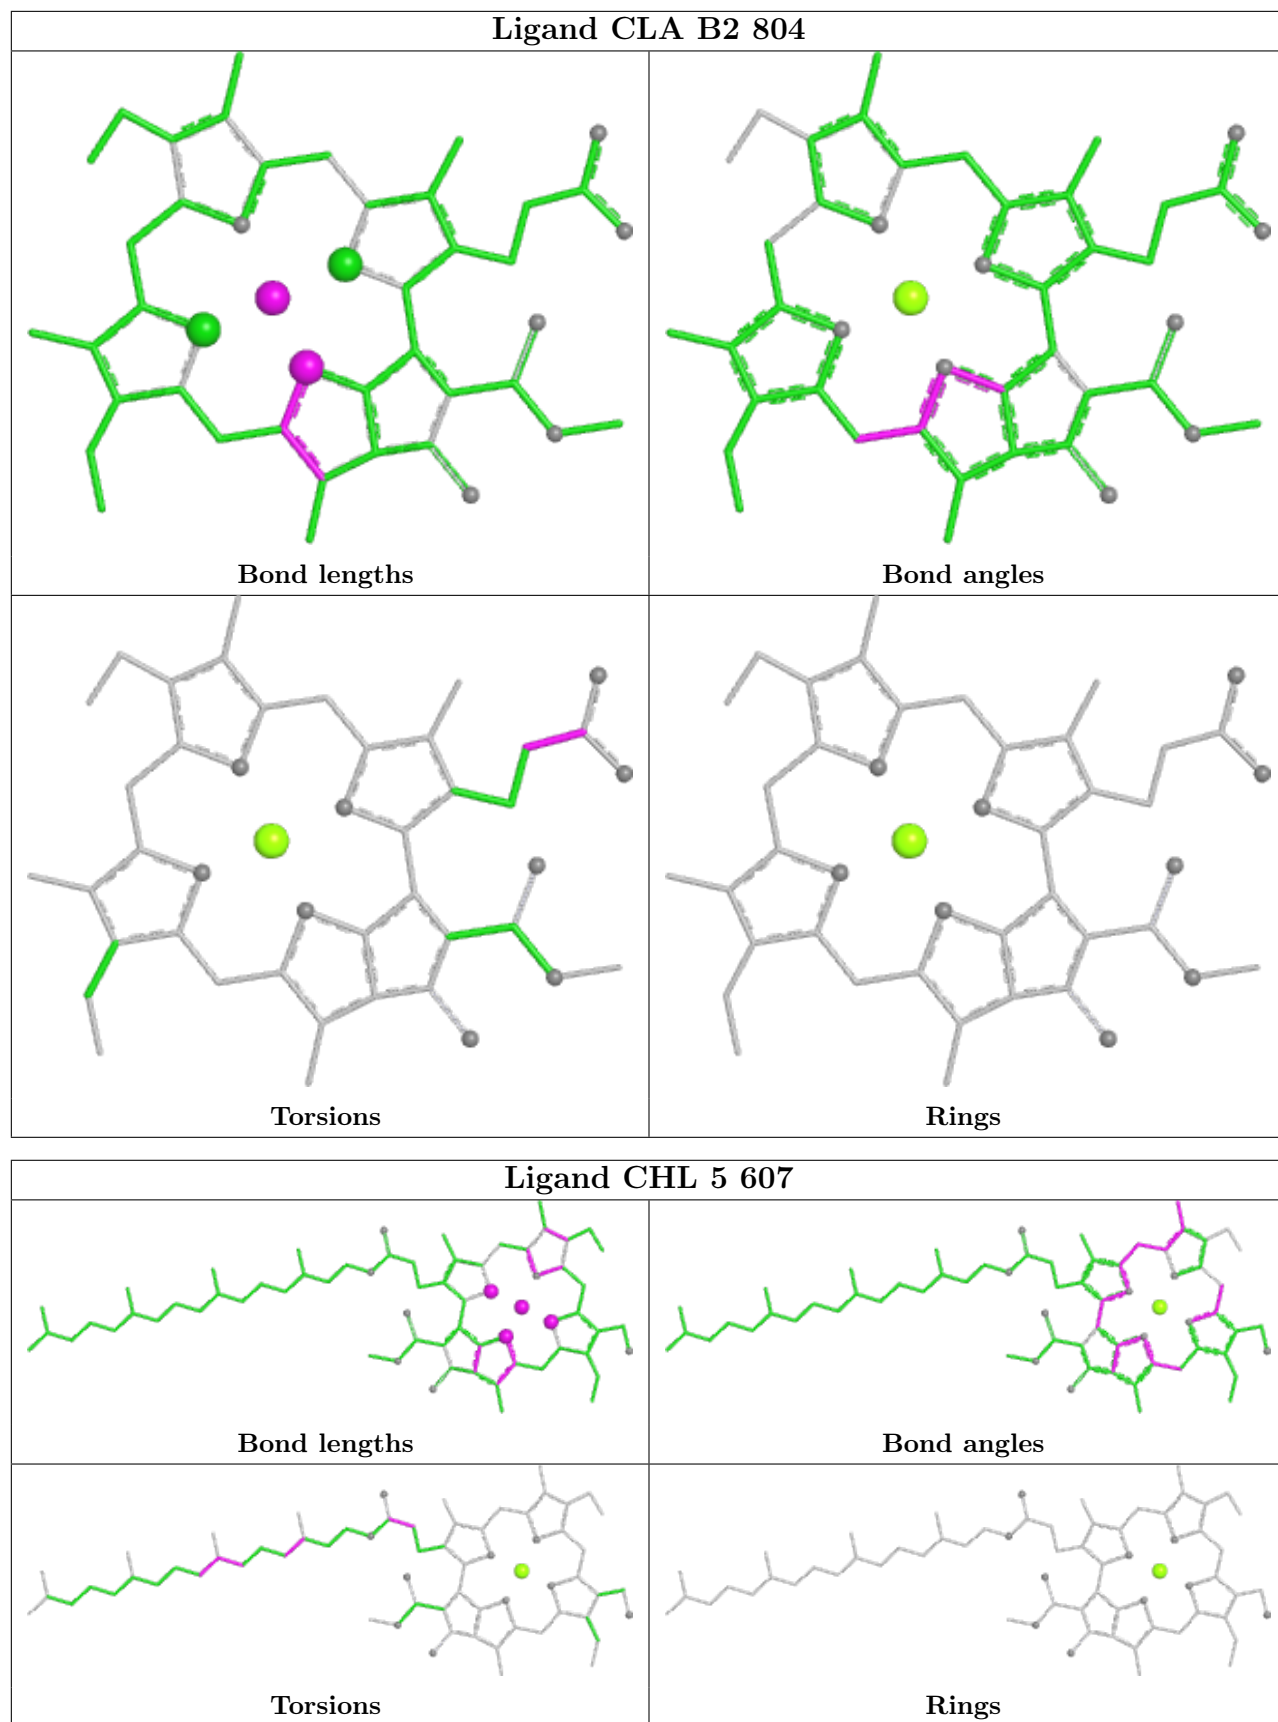 Ligand CLA B2 804
Bond lengths
Bond angles
Torsions
Rings
Ligand CHL 5 607
Bond lengths
Bond angles
Torsions
Rings